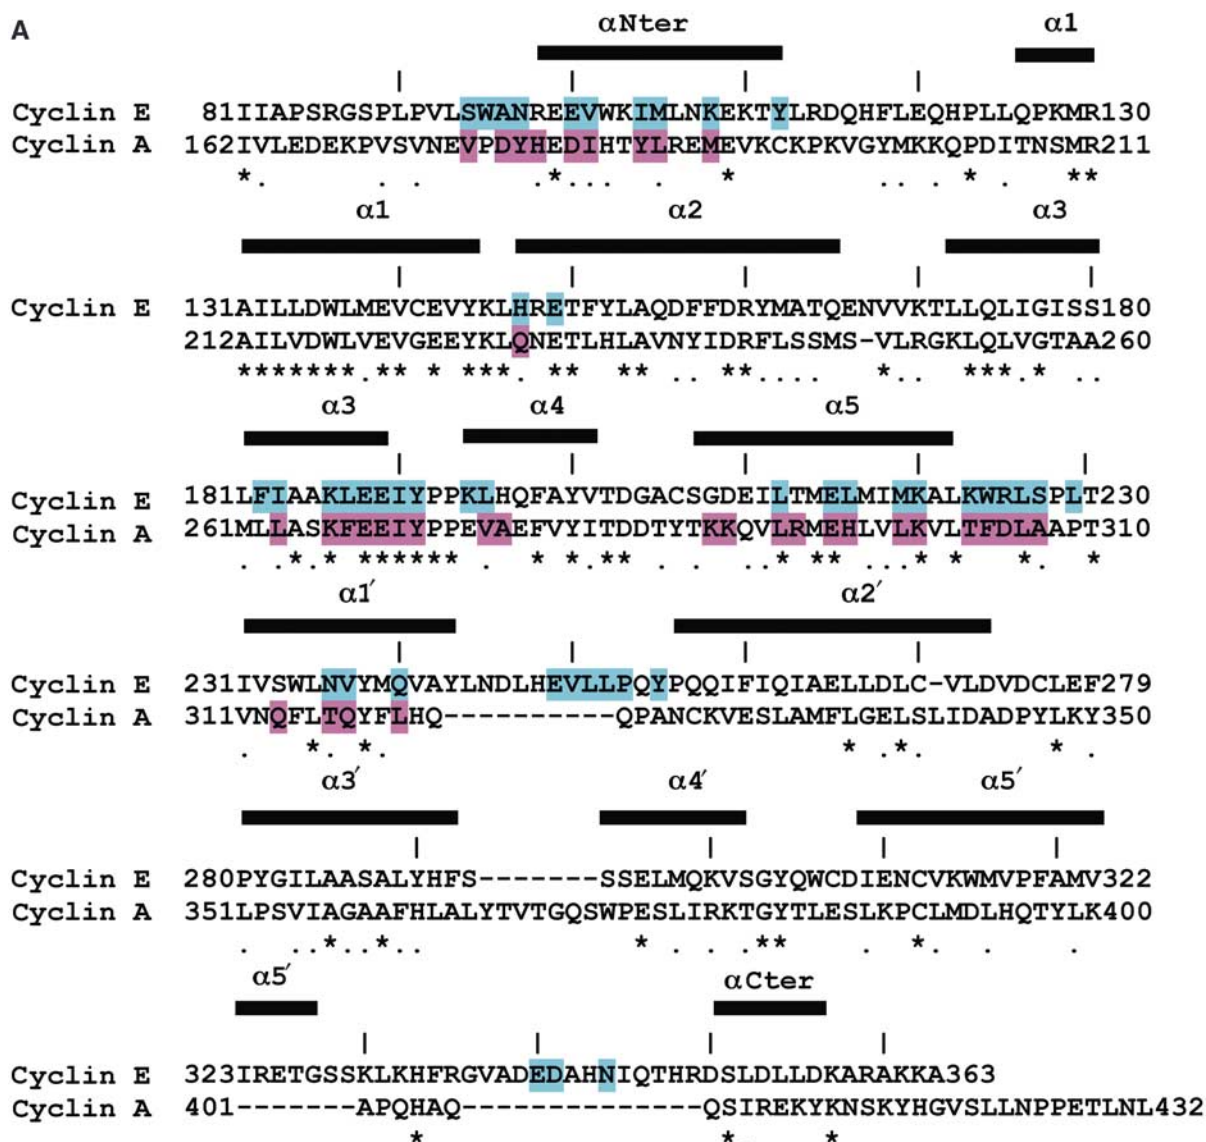 A
αNter α1
Cyclin E 81IIAPSRGSPLPVLSWANREEVWKIMLNKEKTYLRDQHFLEQHPLLQPKMR130
Cyclin A 162IVLEDEKPVSVNEVPDYHEDIHTYLREMEVKCKPKVGYMKKQPDITNSMR211
*. . . .*... . * .. . * . **
α1 α2 α3
Cyclin E 131AILLDWLMEVCEVYKLHRETFYLAQDFFDRYMATQENVVKTLLQLIGISS180
212AILVDWLVEVGEEYKLQNETLHLAVNYIDRFLSSMS-VLRGKLQLVGTAA260
*******.** * ***. ** ** .. **.... *.. ***.* ..
α3 α4 α5
Cyclin E 181LFIAAKLEEIYPPKLHQFAYVTDGACSGDEILTMELMIMKALKWRLSPLT230
Cyclin A 261MLLASKFEEIYPPEVAEFVYITDDTYTKKQVLRMEHLVLKVLTFDLAAPT310
. .*.* ****** . * .** . ..*.** ...*.* *. *
α1′ α2′
Cyclin E 231IVSWLNVYMQVAYLNDLHEVLLPQYPQQIFIQIAELLDLC-VLDVDCLEF279
Cyclin A 311VNQFLTQYFLHQ----------QPANCKVESLAMFLGELSLIDADPYLKY350
. *. *. * .*. * .
α3′ α4′ α5′
Cyclin E 280PYGILAASALYHFS-------SSELMQKVSGYQWCDIENCVKWMVPFAMV322
Cyclin A 351LPSVIAGAAFHLALYTVTGQSWPESLIRKTGYTLESLKPCLMDLHQTYLK400
. ..*..*.. * . . .** . *. . .
α5′ αCter
Cyclin E 323IRETGSSKLKHFRGVADEDAHNIQTHRDSLDLLDKARAKKA363
Cyclin A 401-------APQHAQ--------------QSIREKYKNSKYHGVSLLNPPETLNL432
* *. *